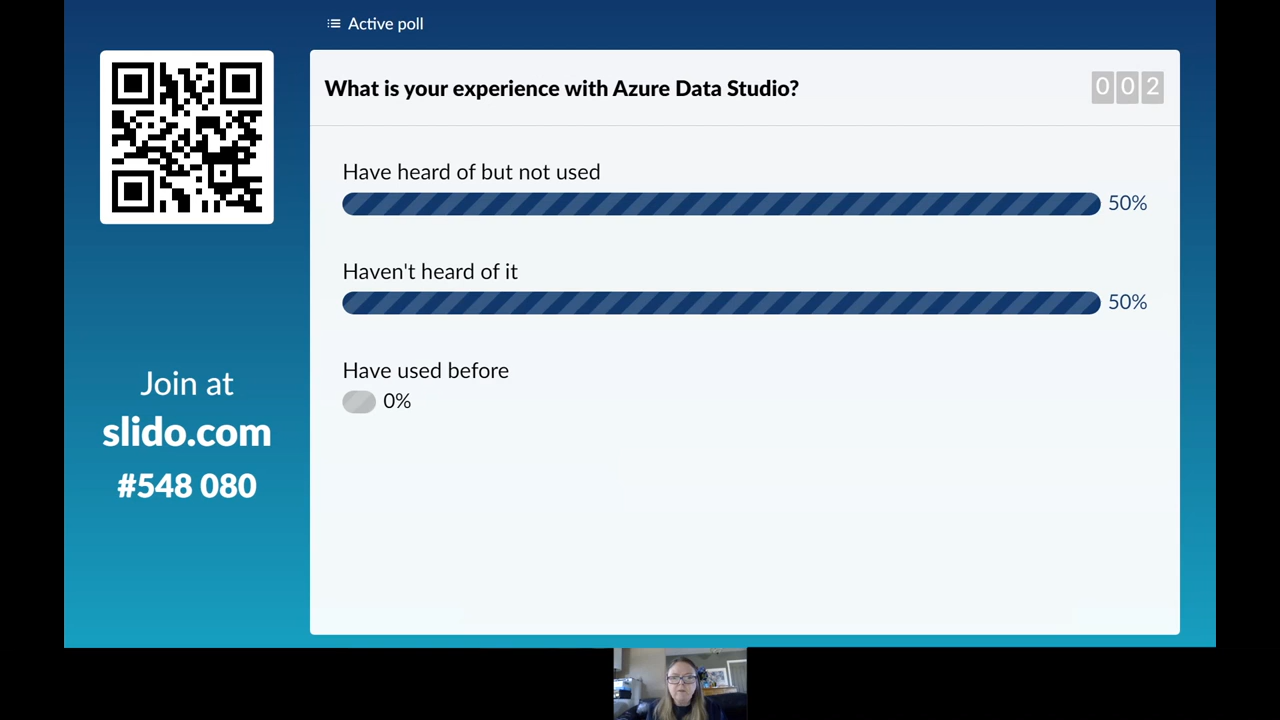 Active poll
What is your experience with Azure Data Studio?
002
Have heard of but not used
50%
Haven't heard of it
50%
Have used before
0%
Join at
slido.com
#548 080